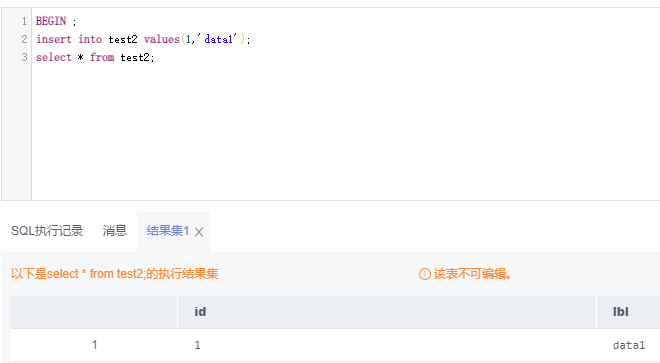 1 BEGIN ;
2 insert into test2 values(1,'data1');
3 select * from test2;
SQL执行记录 消息 结果集1
以下是select * from test2;的执行结果集 该表不可编辑。
id lbl
1 1 data1